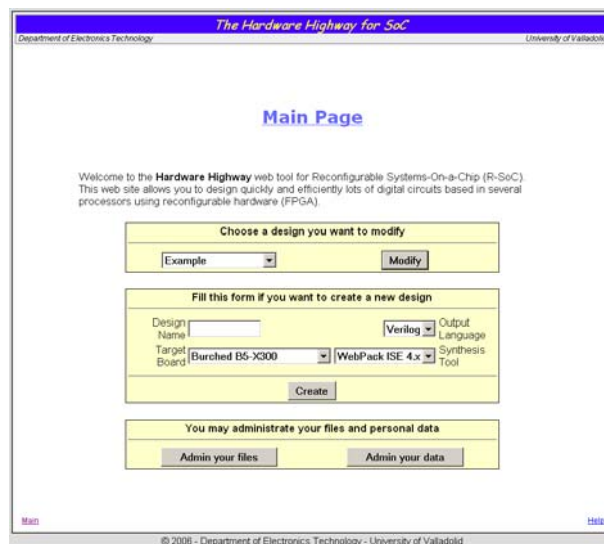 The Hardware Highway for SoC
Department of Electronics Technology
University of Valladolid
Main Page
Welcome to the Hardware Highway web tool for Reconfigurable Systems-On-a-Chip (R-SoC).
This web site allows you to design quickly and efficiently lots of digital circuits based in several
processors using reconfigurable hardware (FPGA).
Choose a design you want to modify
Example
Modify
Fill this form if you want to create a new design
Design Name
Verilog
Output Language
Target Board
Burched B5-X300
WebPack ISE 4.x
Synthesis Tool
Create
You may administrate your files and personal data
Admin your files
Admin your data
Main
Help
© 2006 - Department of Electronics Technology - University of Valladolid